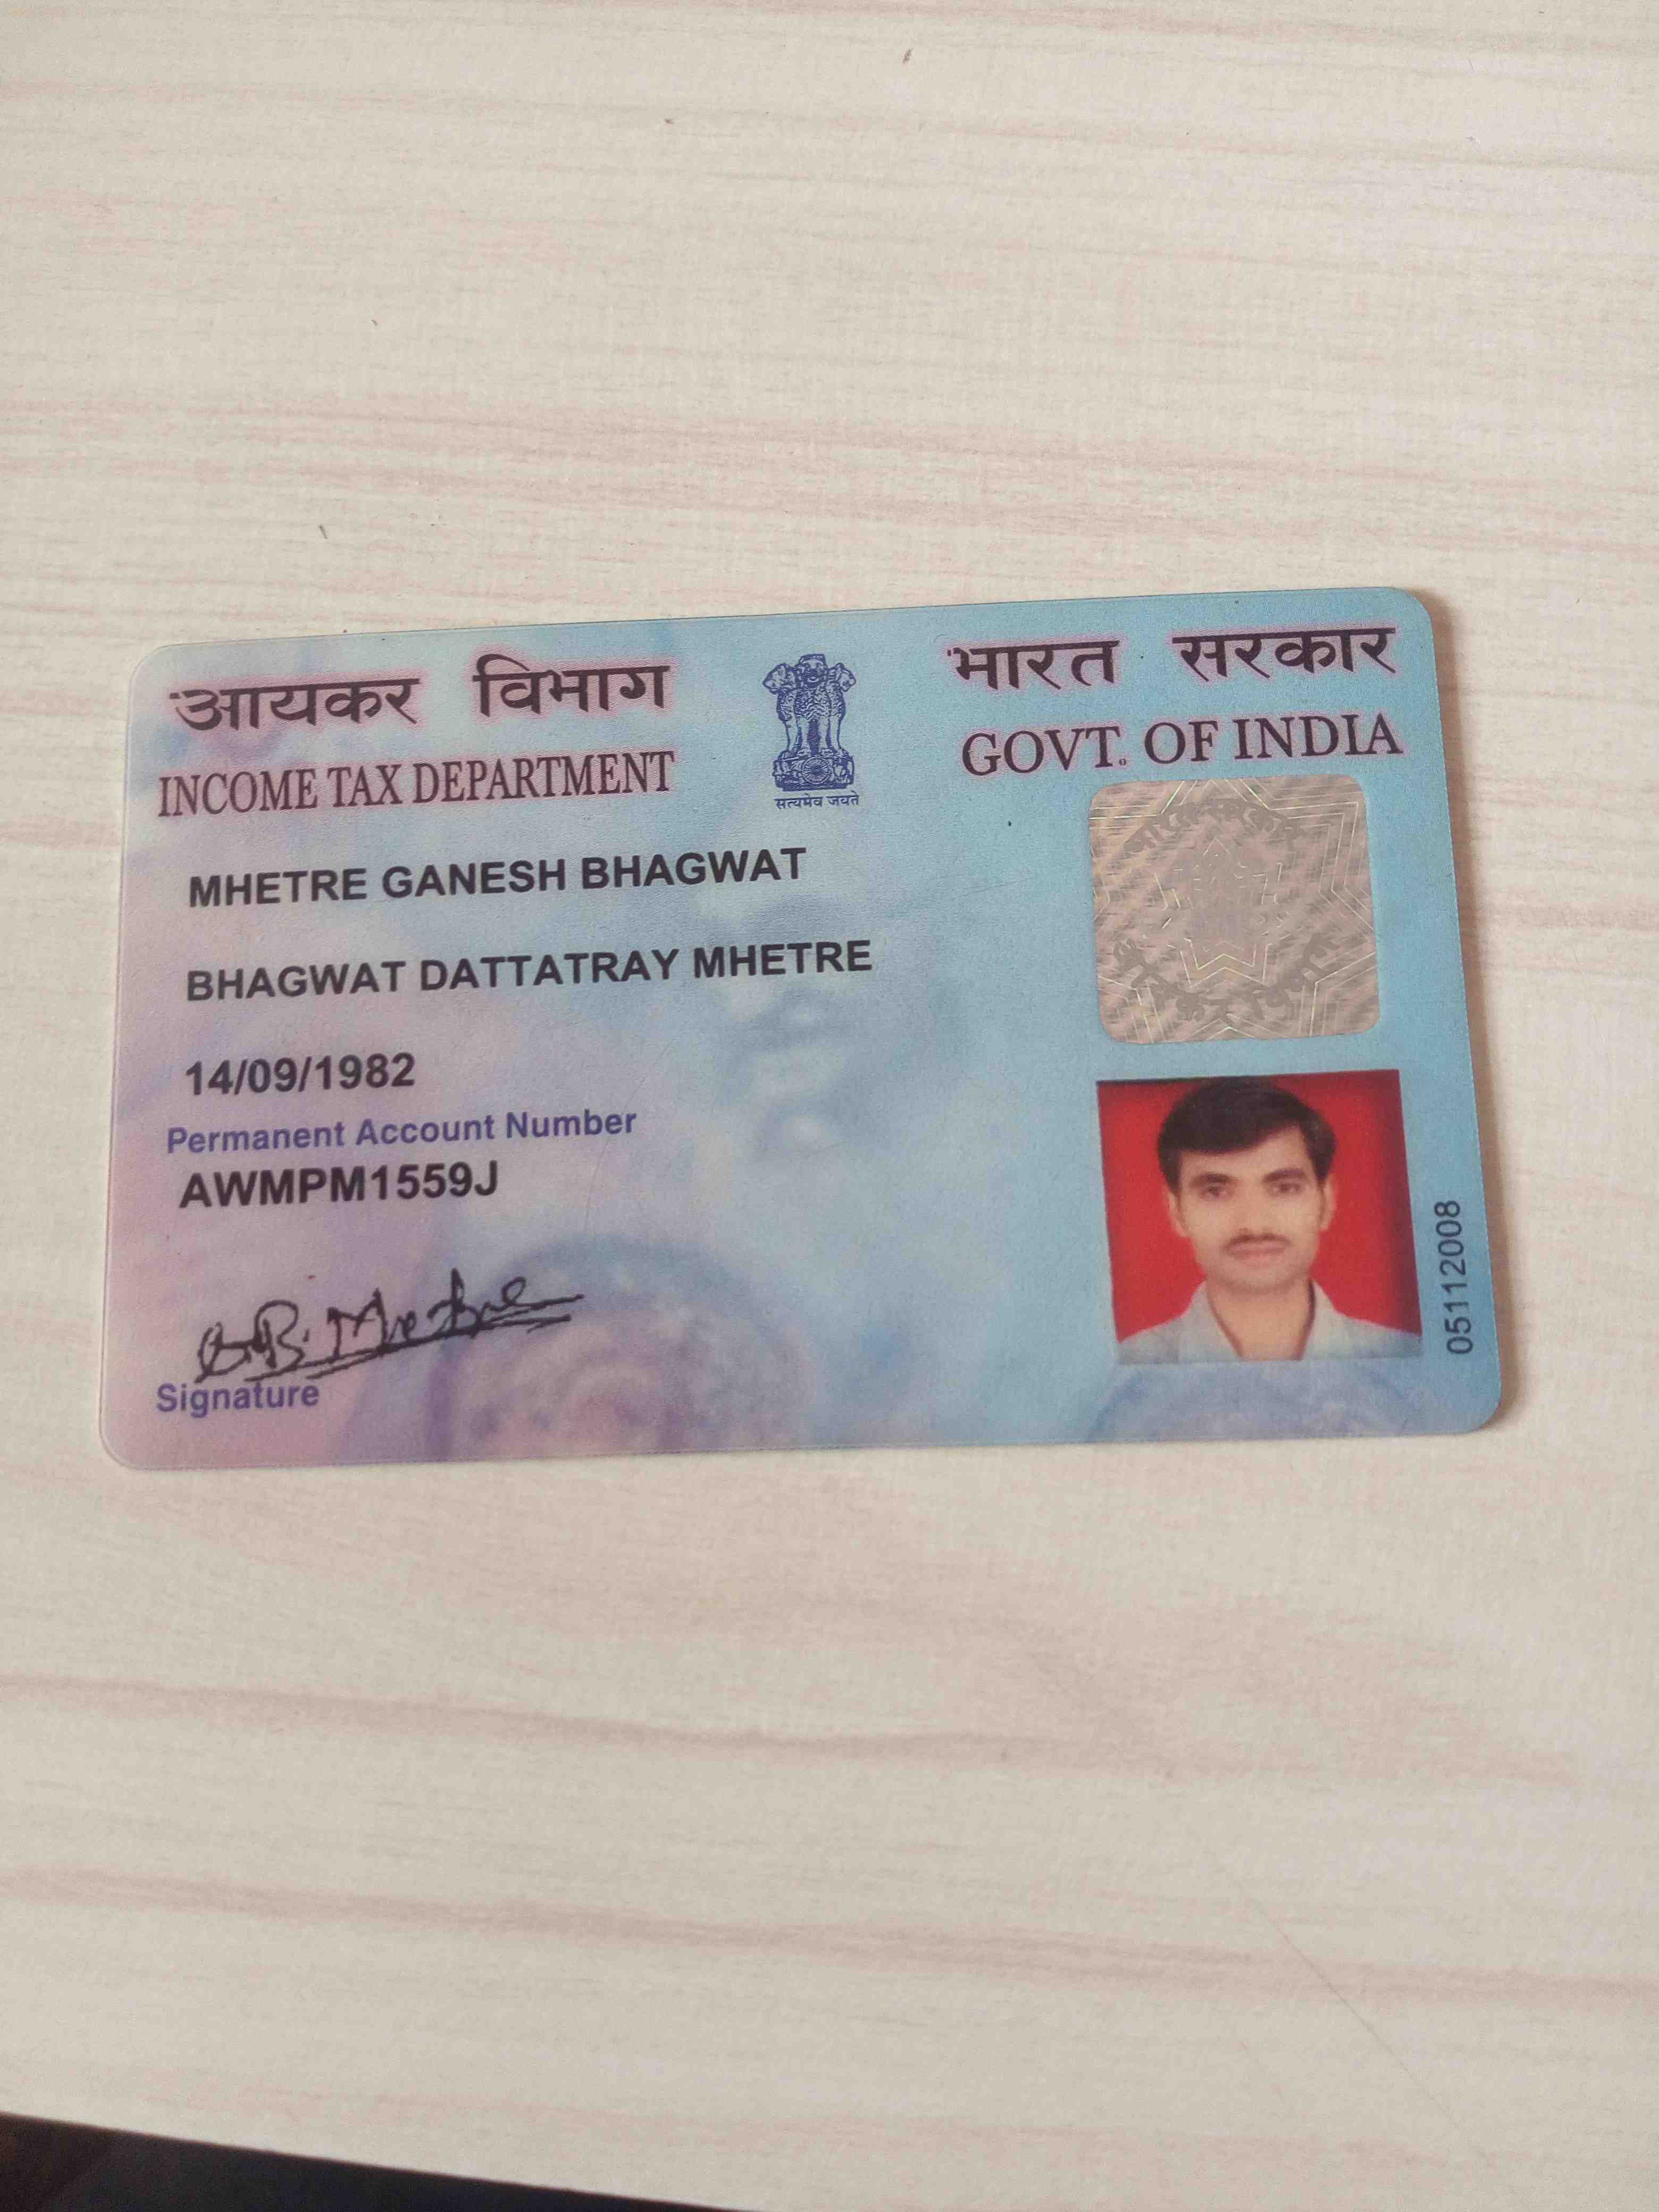 आयकर विभाग
INCOME TAX DEPARTMENT
सत्यमेव जयते
भारत सरकार
GOVT. OF INDIA
MHETRE GANESH BHAGWAT
BHAGWAT DATTATRAY MHETRE
14/09/1982
Permanent Account Number
AWMPM1559J
G.B. Mhetre
Signature
05112008